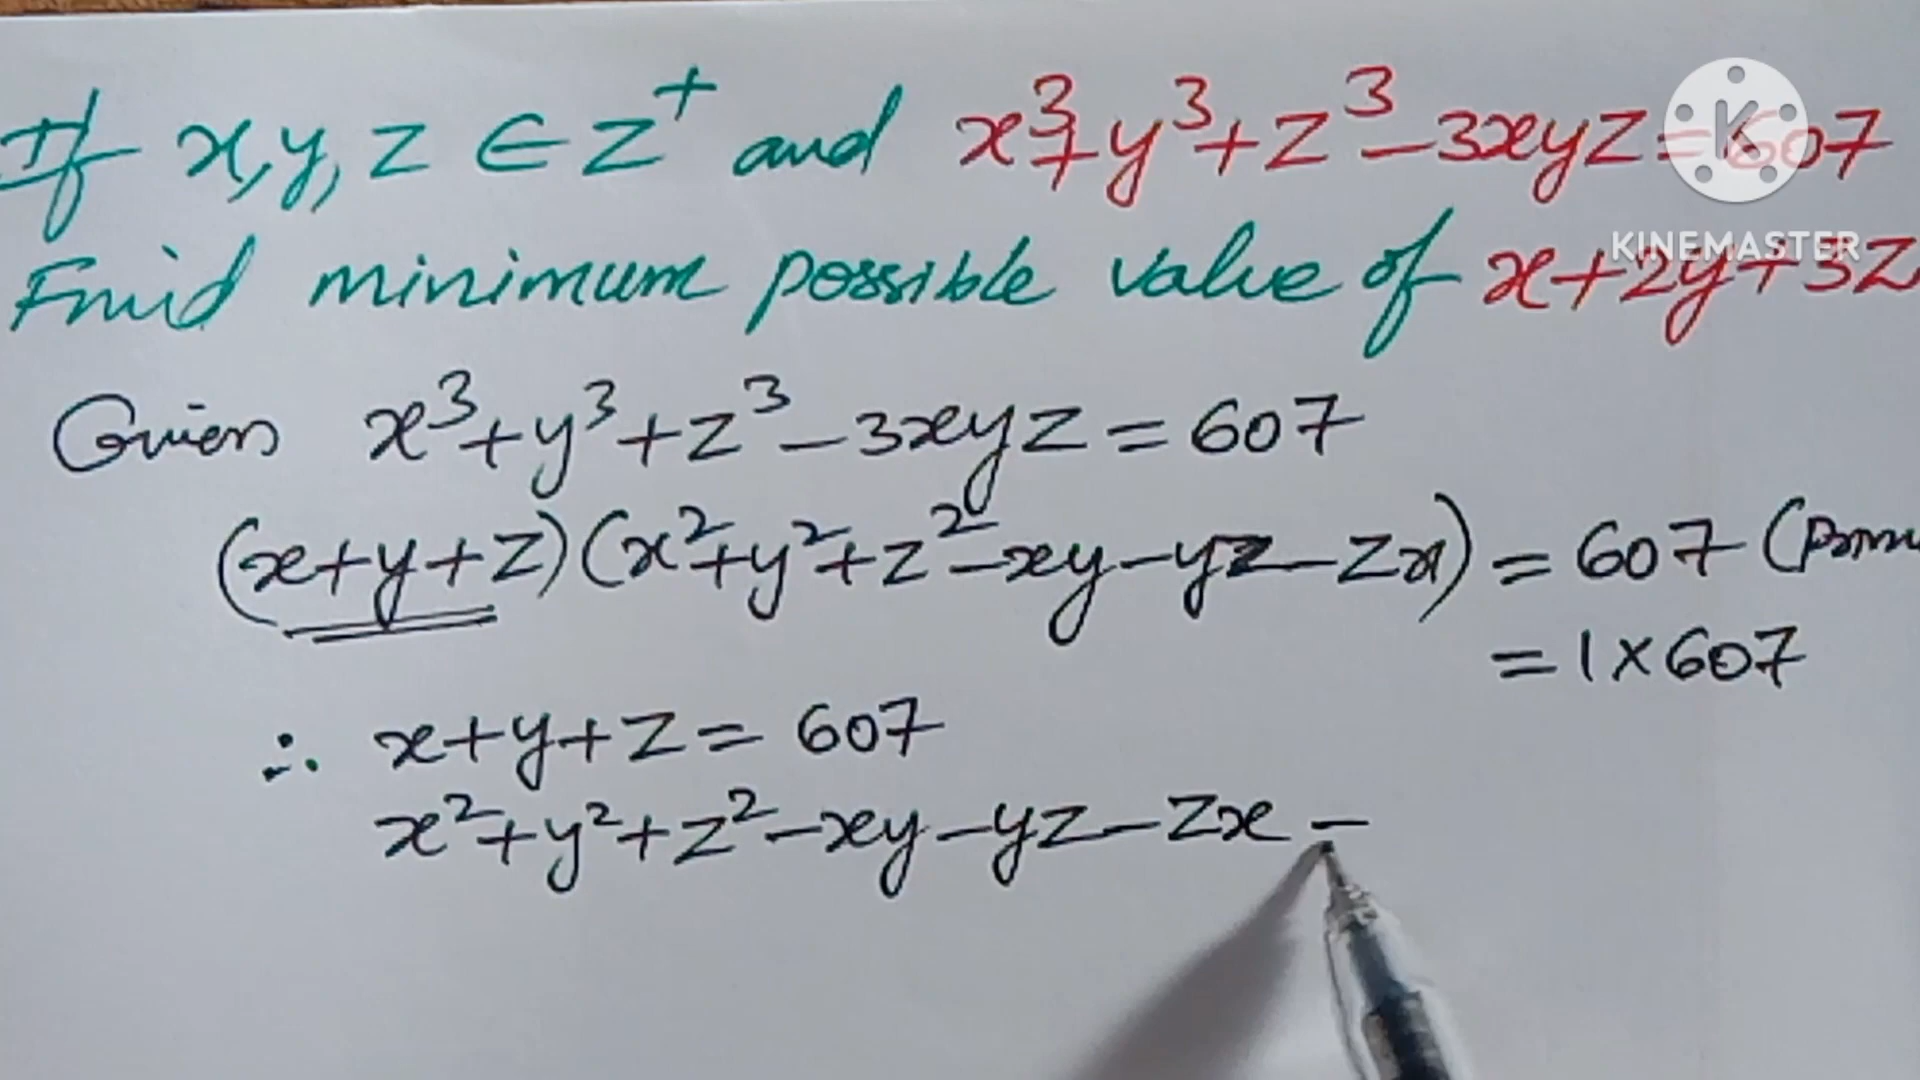 If x, y, z ∈ Z⁺ and x³+y³+z³-3xyz=607
K
KINEMASTER
Find minimum possible value of x+2y+3z
Given x³+y³+z³-3xyz=607
(x+y+z)(x²+y²+z²-xy-yz-zx) = 607 (
= 1×607
∴ x+y+z = 607
x²+y²+z²-xy-yz-zx -